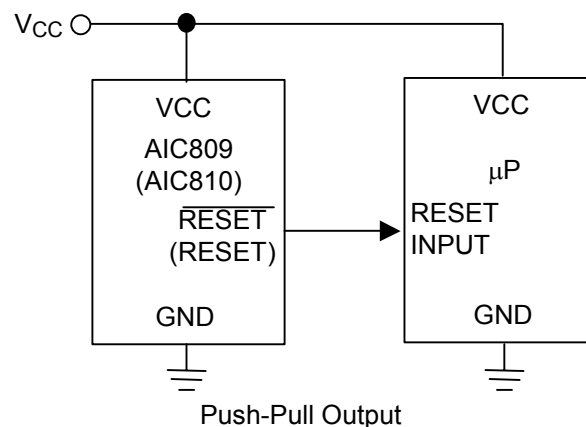 VCC
VCC
AIC809
(AIC810)
RESET
(RESET)
GND
VCC
μP
RESET
INPUT
GND
Push-Pull Output